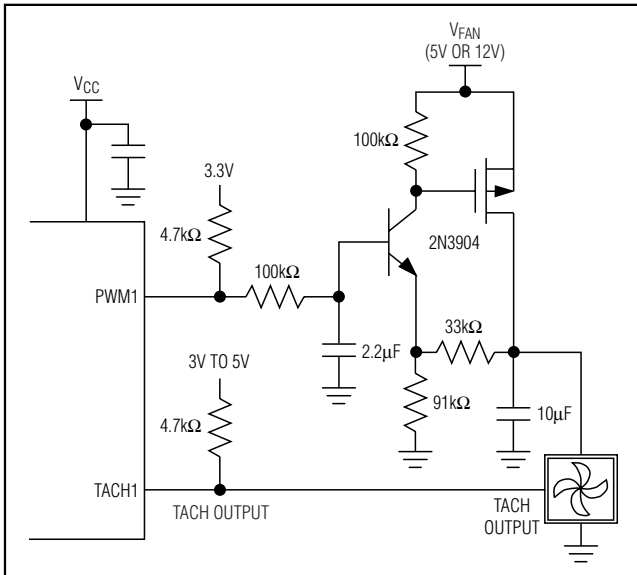 VFAN
(5V OR 12V)
VCC
100kΩ
3.3V
4.7kΩ
2N3904
100kΩ
PWM1
33kΩ
2.2μF
3V TO 5V
91kΩ
10μF
4.7kΩ
TACH1
TACH OUTPUT
TACH
OUTPUT